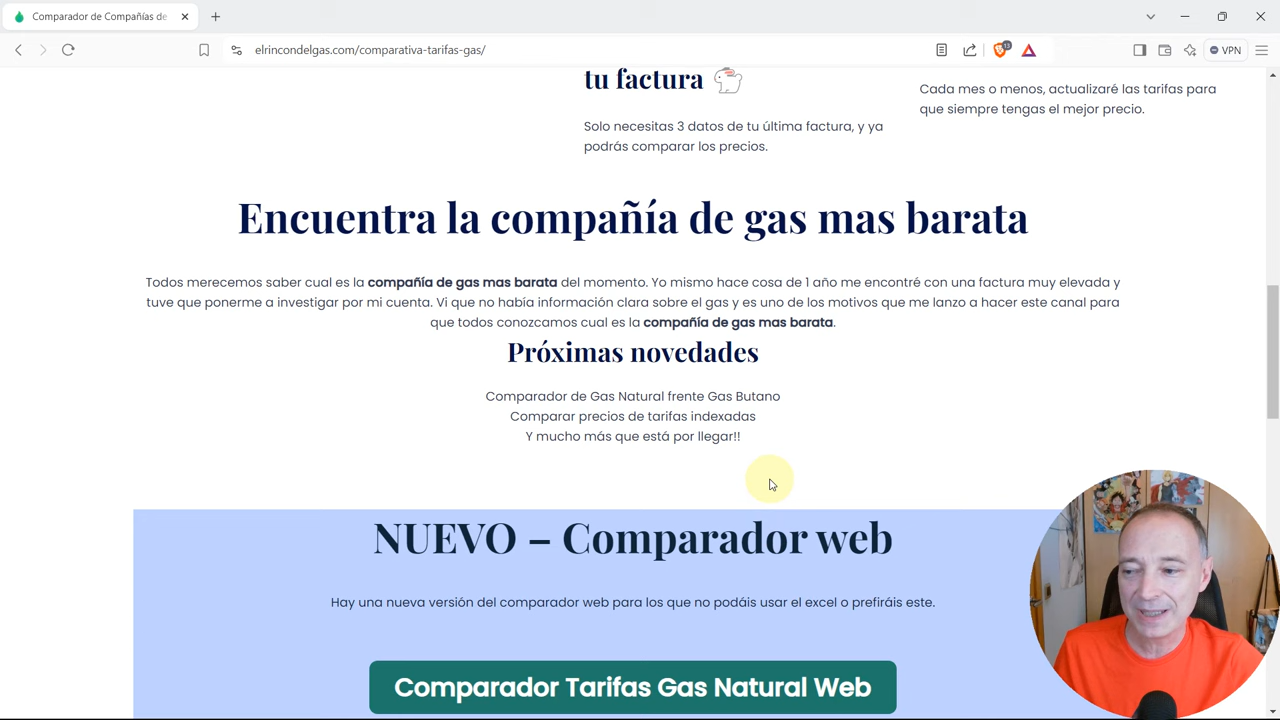 Comparador de Compañías de
elrincondelgas.com/comparativa-tarifas-gas/
13
VPN
tu factura
Solo necesitas 3 datos de tu última factura, y ya
podrás comparar los precios.
Cada mes o menos, actualizaré las tarifas para
que siempre tengas el mejor precio.
Encuentra la compañía de gas mas barata
Todos merecemos saber cual es la compañía de gas mas barata del momento. Yo mismo hace cosa de 1 año me encontré con una factura muy elevada y
tuve que ponerme a investigar por mi cuenta. Vi que no había información clara sobre el gas y es uno de los motivos que me lanzo a hacer este canal para
que todos conozcamos cual es la compañía de gas mas barata.
Próximas novedades
Comparador de Gas Natural frente Gas Butano
Comparar precios de tarifas indexadas
Y mucho más que está por llegar!!
NUEVO – Comparador web
Hay una nueva versión del comparador web para los que no podáis usar el excel o prefiráis este.
Comparador Tarifas Gas Natural Web